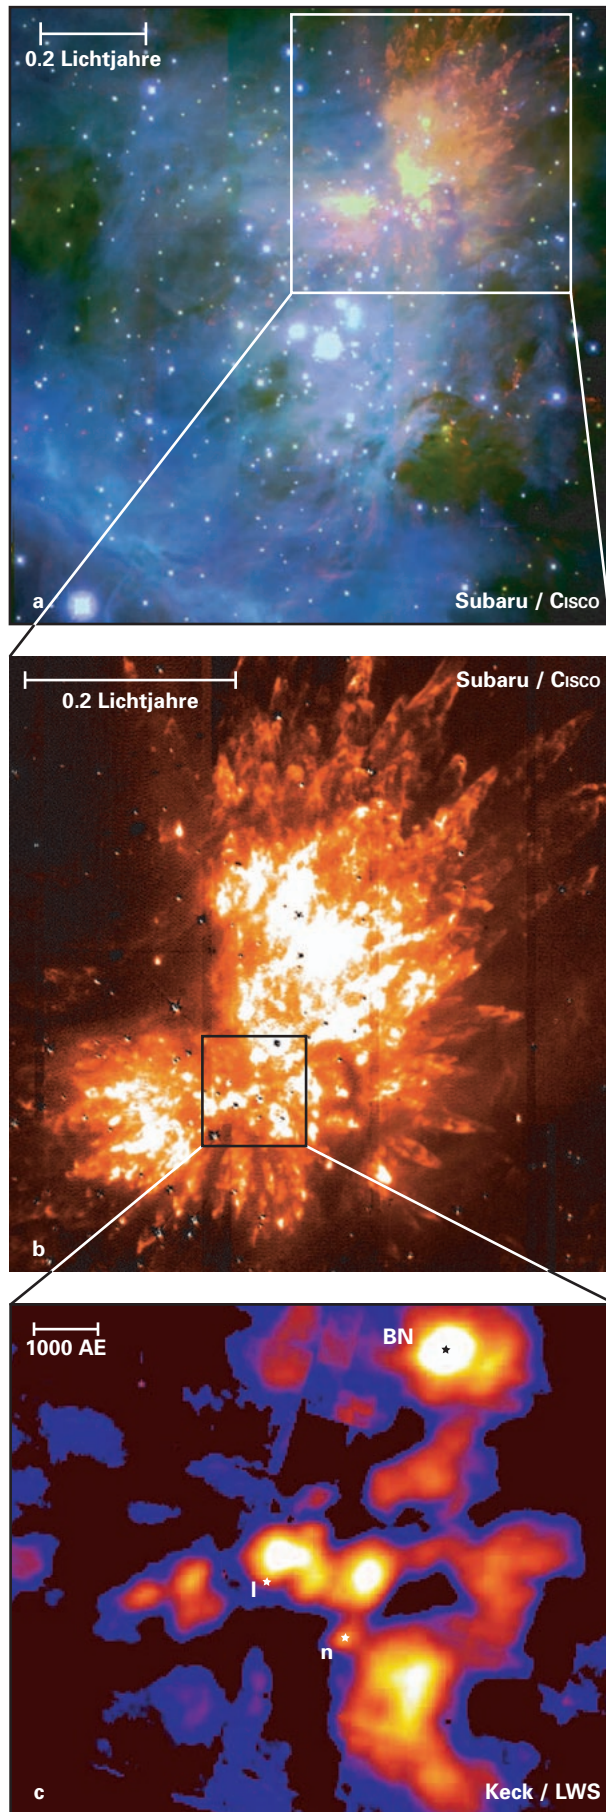 0.2 Lichtjahre
a
Subaru / CISCO
Subaru / CISCO
0.2 Lichtjahre
b
1000 AE
BN
I
n
c
Keck / LWS